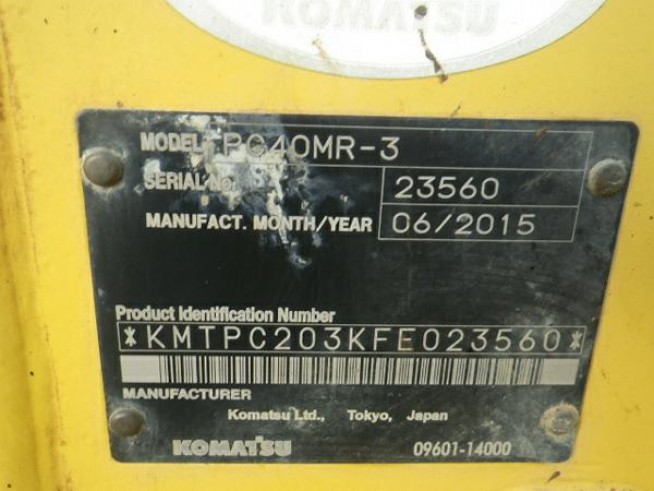 KOMATSU
MODEL PC40MR-3
SERIAL No. 23560
MANUFACT. MONTH/YEAR 06/2015
Product Identification Number
*KMTPC203KFE023560*
MANUFACTURER
Komatsu Ltd., Tokyo, Japan
KOMATSU 09601-14000